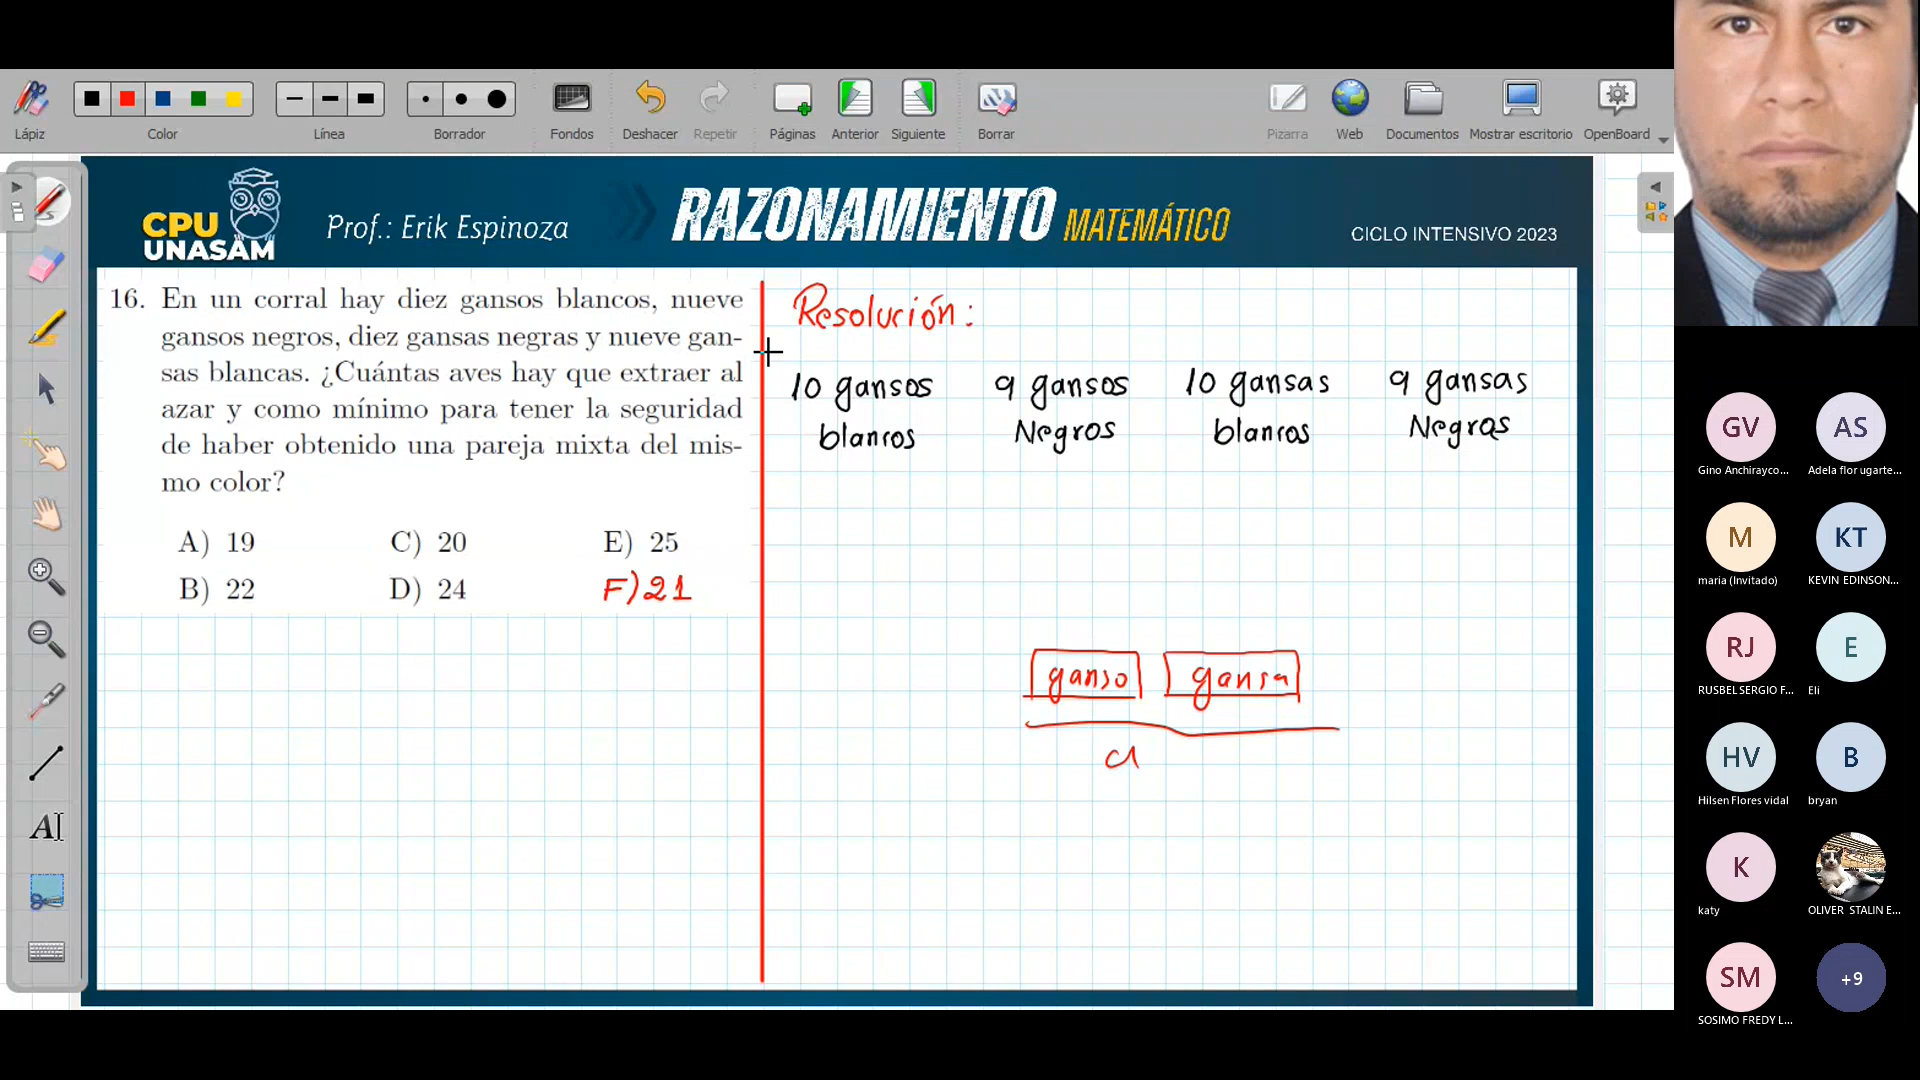 Lápiz
Color
Línea
Borrador
Fondos
Deshacer
Repetir
Páginas
Anterior
Siguiente
Borrar
Pizarra
Web
Documentos
Mostrar escritorio
OpenBoard
CPU
UNASAM
Prof.: Erik Espinoza
RAZONAMIENTO MATEMÁTICO
CICLO INTENSIVO 2023
16. En un corral hay diez gansos blancos, nueve
gansos negros, diez gansas negras y nueve gan-
sas blancas. ¿Cuántas aves hay que extraer al
azar y como mínimo para tener la seguridad
de haber obtenido una pareja mixta del mis-
mo color?
A) 19 C) 20 E) 25
B) 22 D) 24 F) 21
Resolución:
10 gansos 9 gansos 10 gansas 9 gansas
blancos Negros blancos Negras
ganso gansa
d
AI
GV AS
Gino Anchirayco... Adela flor ugarte...
M KT
maria (Invitado) KEVIN EDINSON...
RJ E
RUSBEL SERGIO F... Eli
HV B
Hilsen Flores vidal bryan
K
katy OLIVER STALIN E...
SM +9
SOSIMO FREDY L...